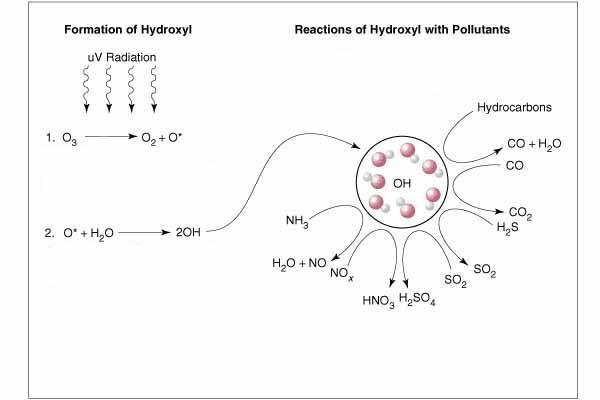 Formation of Hydroxyl
Reactions of Hydroxyl with Pollutants
uV Radiation
1. O₃ → O₂ + O*
2. O* + H₂O → 2OH
OH
Hydrocarbons
CO + H₂O
CO
CO₂
H₂S
SO₂
SO₂
H₂SO₄
HNO₃
NOₓ
H₂O + NO
NH₃